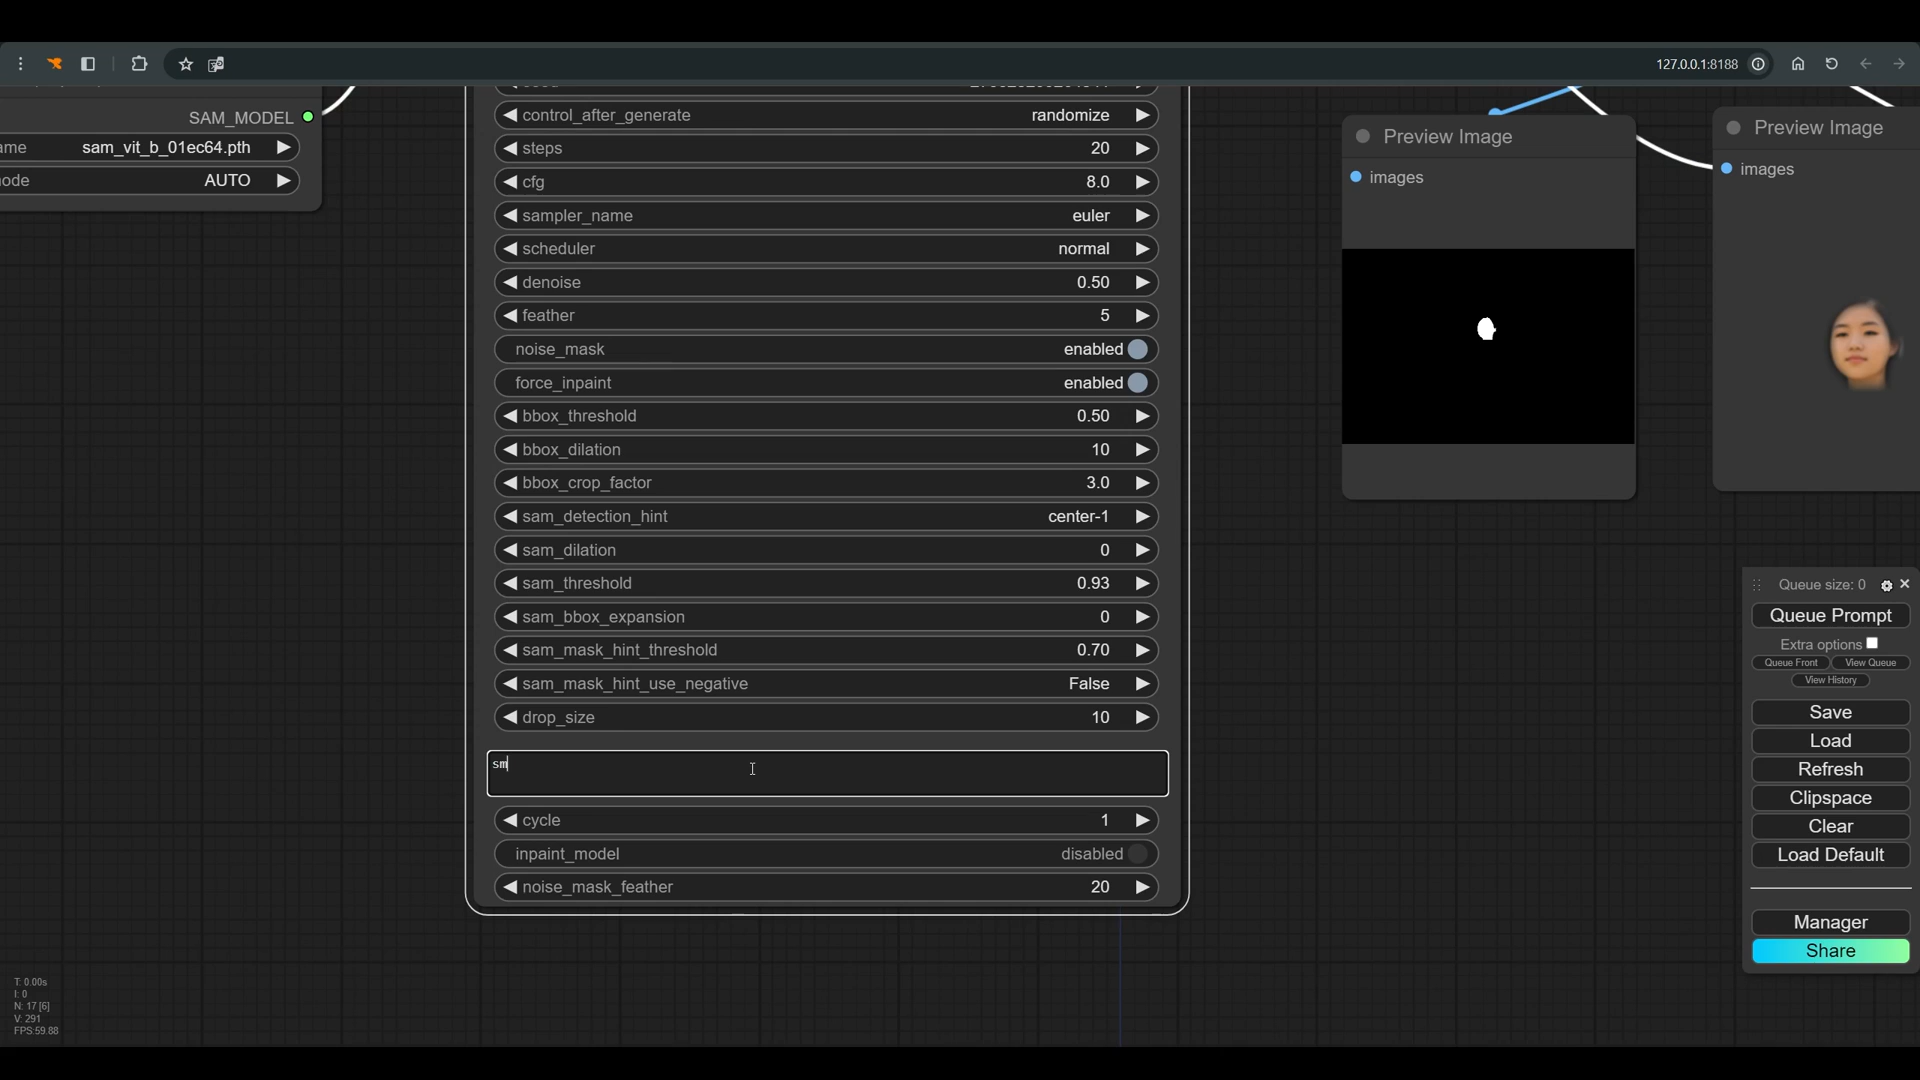 127.0.0.1:8188
SAM_MODEL
ame sam_vit_b_01ec64.pth
ode AUTO
control_after_generate randomize
steps 20
cfg 8.0
sampler_name euler
scheduler normal
denoise 0.50
feather 5
noise_mask enabled
force_inpaint enabled
bbox_threshold 0.50
bbox_dilation 10
bbox_crop_factor 3.0
sam_detection_hint center-1
sam_dilation 0
sam_threshold 0.93
sam_bbox_expansion 0
sam_mask_hint_threshold 0.70
sam_mask_hint_use_negative False
drop_size 10
sm
cycle 1
inpaint_model disabled
noise_mask_feather 20
Preview Image
images
Preview Image
images
Queue size: 0
Queue Prompt
Extra options
Queue Front View Queue
View History
Save
Load
Refresh
Clipspace
Clear
Load Default
Manager
Share
T: 0.00s
I: 0
N: 17 [6]
V: 291
FPS:59.88